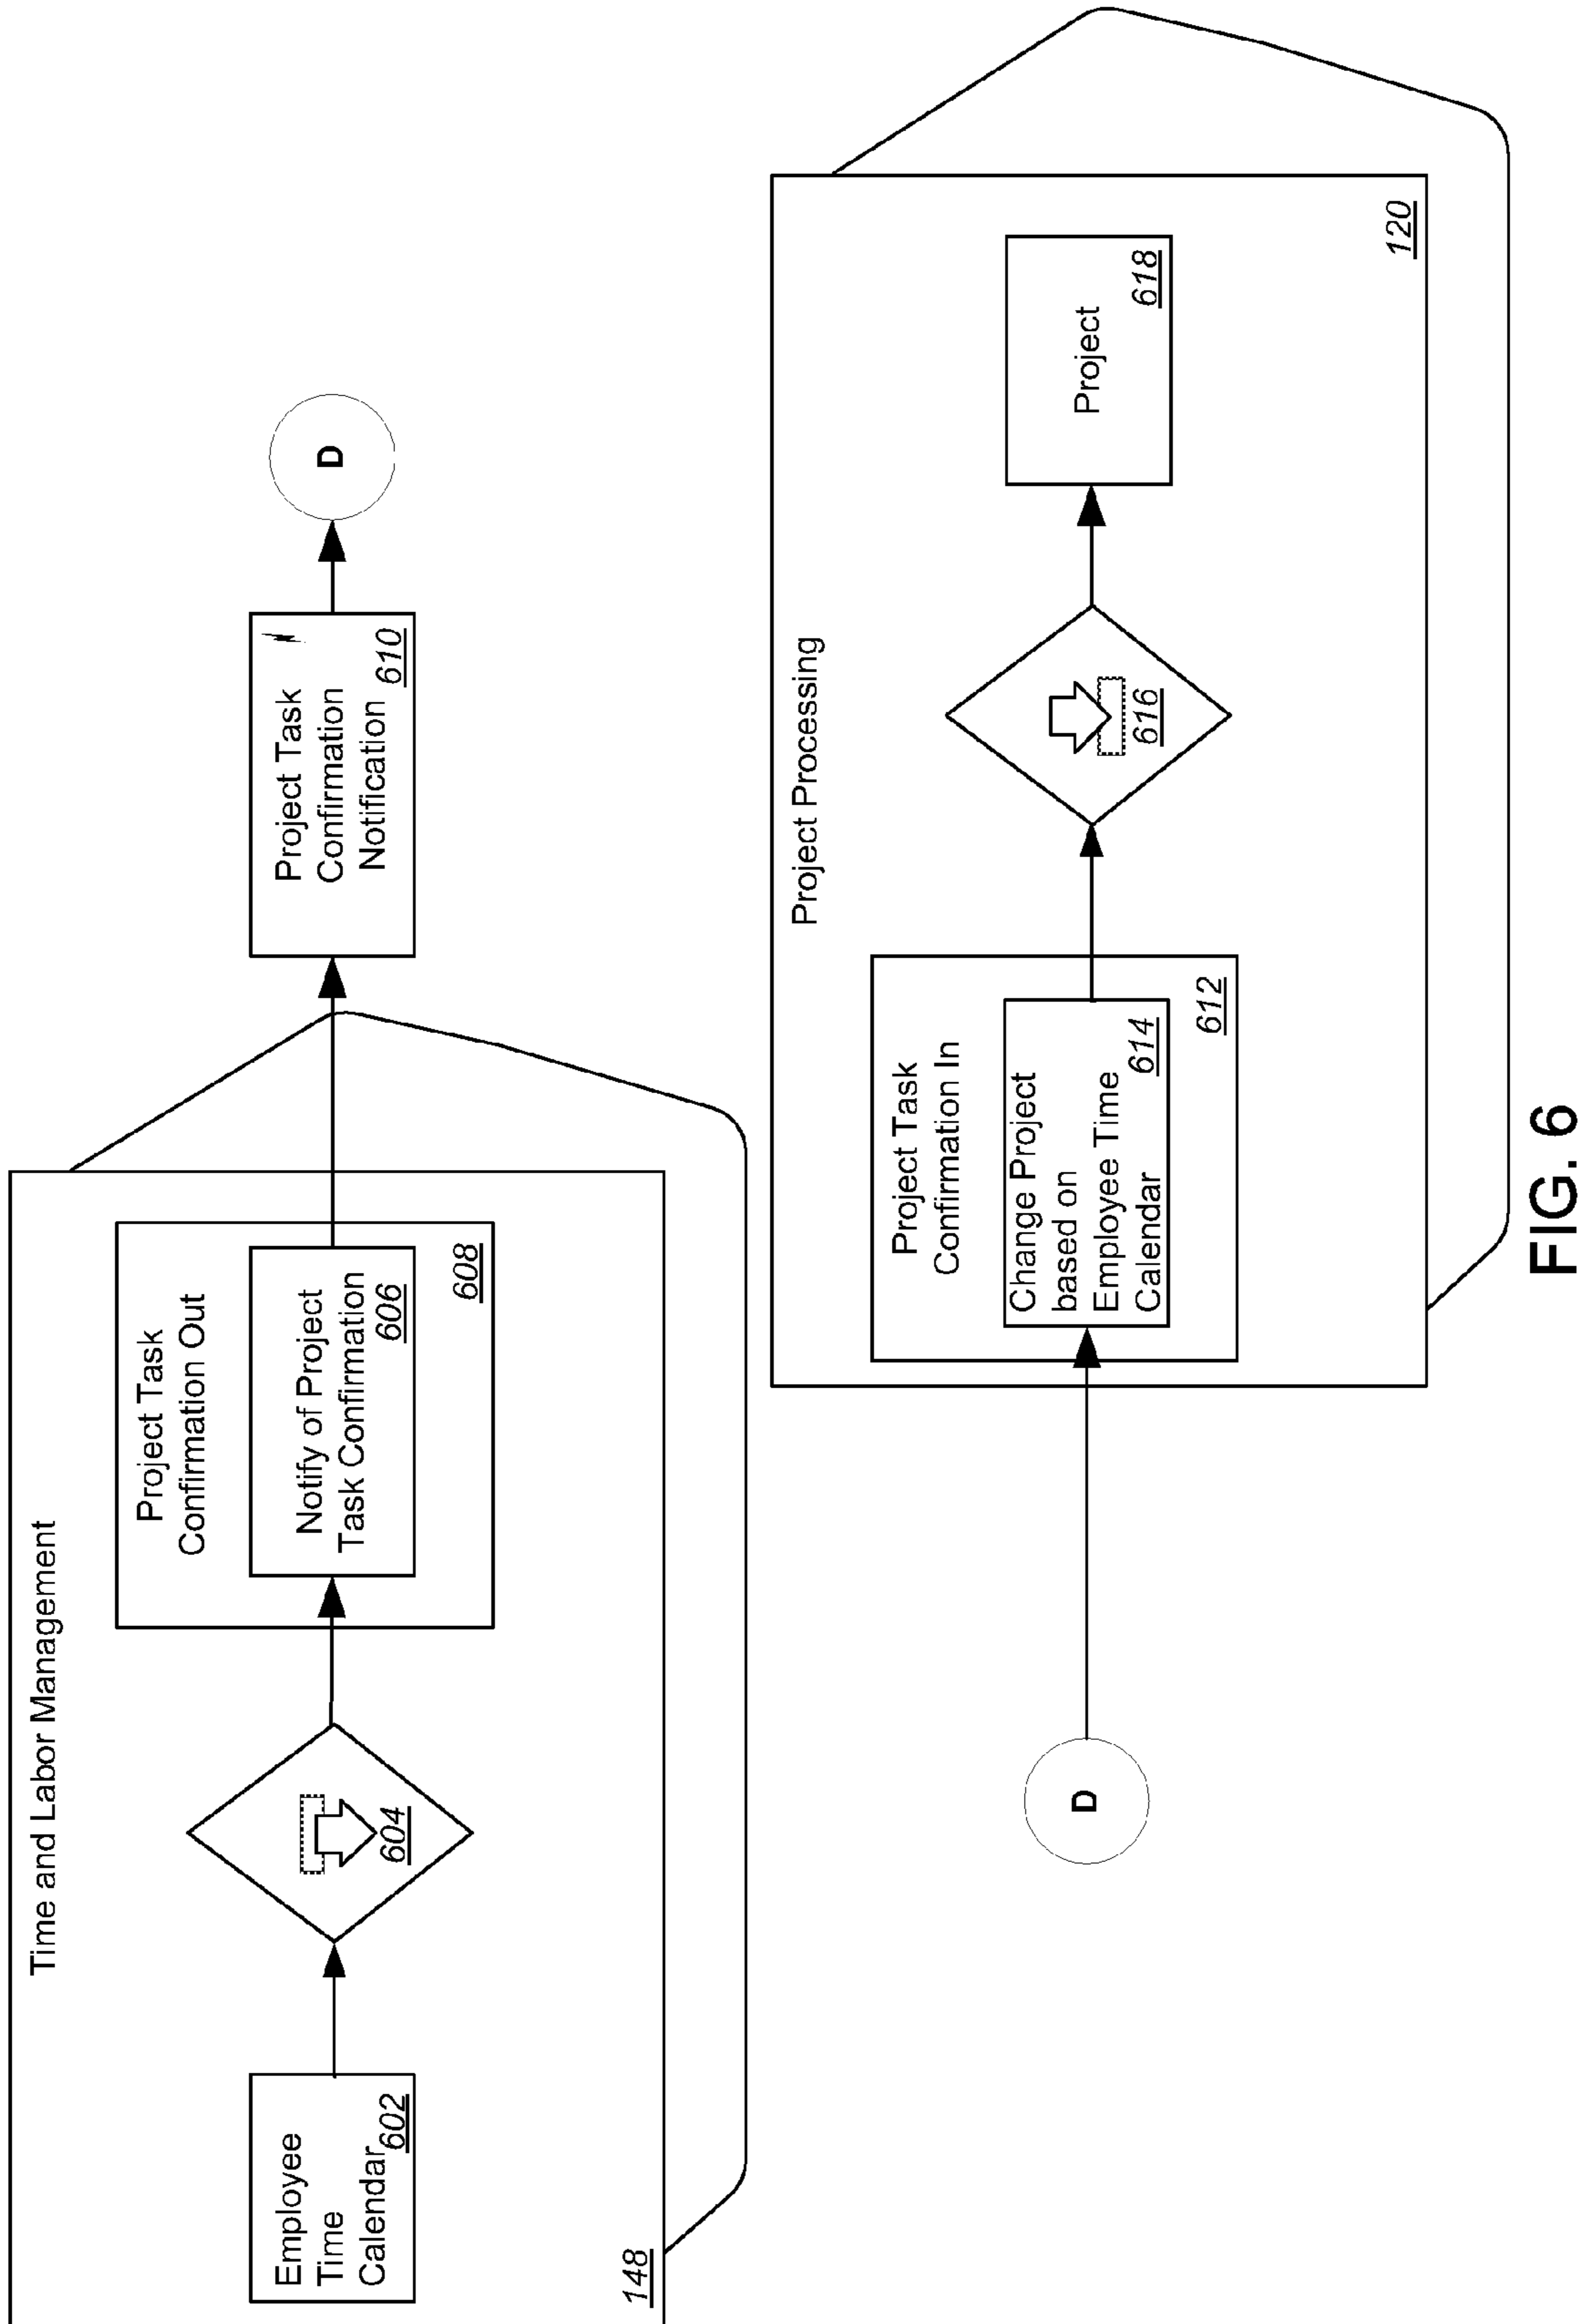 Time and Labor Management
Employee
Time
Calendar
602
604
Project Task
Confirmation Out
Notify of Project
Task Confirmation
606
608
148
Project Task
Confirmation
Notification
610
D
D
Project Processing
Project Task
Confirmation In
Change Project
based on
Employee Time
Calendar
614
612
616
Project
618
120
FIG. 6